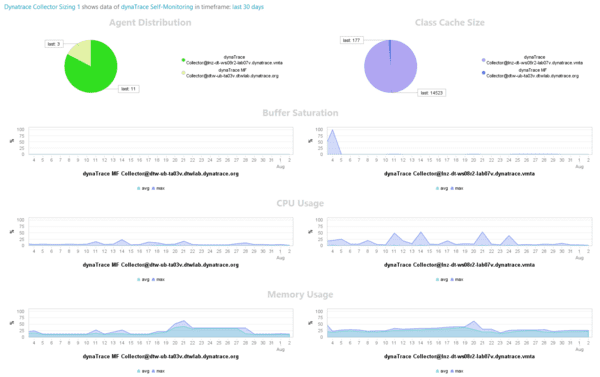 Dynatrace Collector Sizing 1 shows data of dynaTrace Self-Monitoring in timeframe: last 30 days
Agent Distribution
Class Cache Size
last: 3
last: 11
dynaTrace
Collector@lnz-dt-ws08r2-lab07v.dynatrace.vmta
dynaTrace MF
Collector@dtw-ub-ta03v.dtwlab.dynatrace.org
last: 177
last: 14523
dynaTrace
Collector@lnz-dt-ws08r2-lab07v.dynatrace.vmta
dynaTrace MF
Collector@dtw-ub-ta03v.dtwlab.dynatrace.org
Buffer Saturation
%
100
75
50
25
0
4 5 6 7 8 9 10 11 12 13 14 15 16 17 18 19 20 21 22 23 24 25 26 27 28 29 30 31 1 2
Aug
dynaTrace MF Collector@dtw-ub-ta03v.dtwlab.dynatrace.org
avg max
%
100
75
50
25
0
4 5 6 7 8 9 10 11 12 13 14 15 16 17 18 19 20 21 22 23 24 25 26 27 28 29 30 31 1 2
Aug
dynaTrace Collector@lnz-dt-ws08r2-lab07v.dynatrace.vmta
avg max
CPU Usage
%
100
75
50
25
0
4 5 6 7 8 9 10 11 12 13 14 15 16 17 18 19 20 21 22 23 24 25 26 27 28 29 30 31 1 2
Aug
dynaTrace MF Collector@dtw-ub-ta03v.dtwlab.dynatrace.org
avg max
%
100
75
50
25
0
4 5 6 7 8 9 10 11 12 13 14 15 16 17 18 19 20 21 22 23 24 25 26 27 28 29 30 31 1 2
Aug
dynaTrace Collector@lnz-dt-ws08r2-lab07v.dynatrace.vmta
avg max
Memory Usage
%
100
75
50
25
0
4 5 6 7 8 9 10 11 12 13 14 15 16 17 18 19 20 21 22 23 24 25 26 27 28 29 30 31 1 2
Aug
dynaTrace MF Collector@dtw-ub-ta03v.dtwlab.dynatrace.org
avg max
%
100
75
50
25
0
4 5 6 7 8 9 10 11 12 13 14 15 16 17 18 19 20 21 22 23 24 25 26 27 28 29 30 31 1 2
Aug
dynaTrace Collector@lnz-dt-ws08r2-lab07v.dynatrace.vmta
avg max